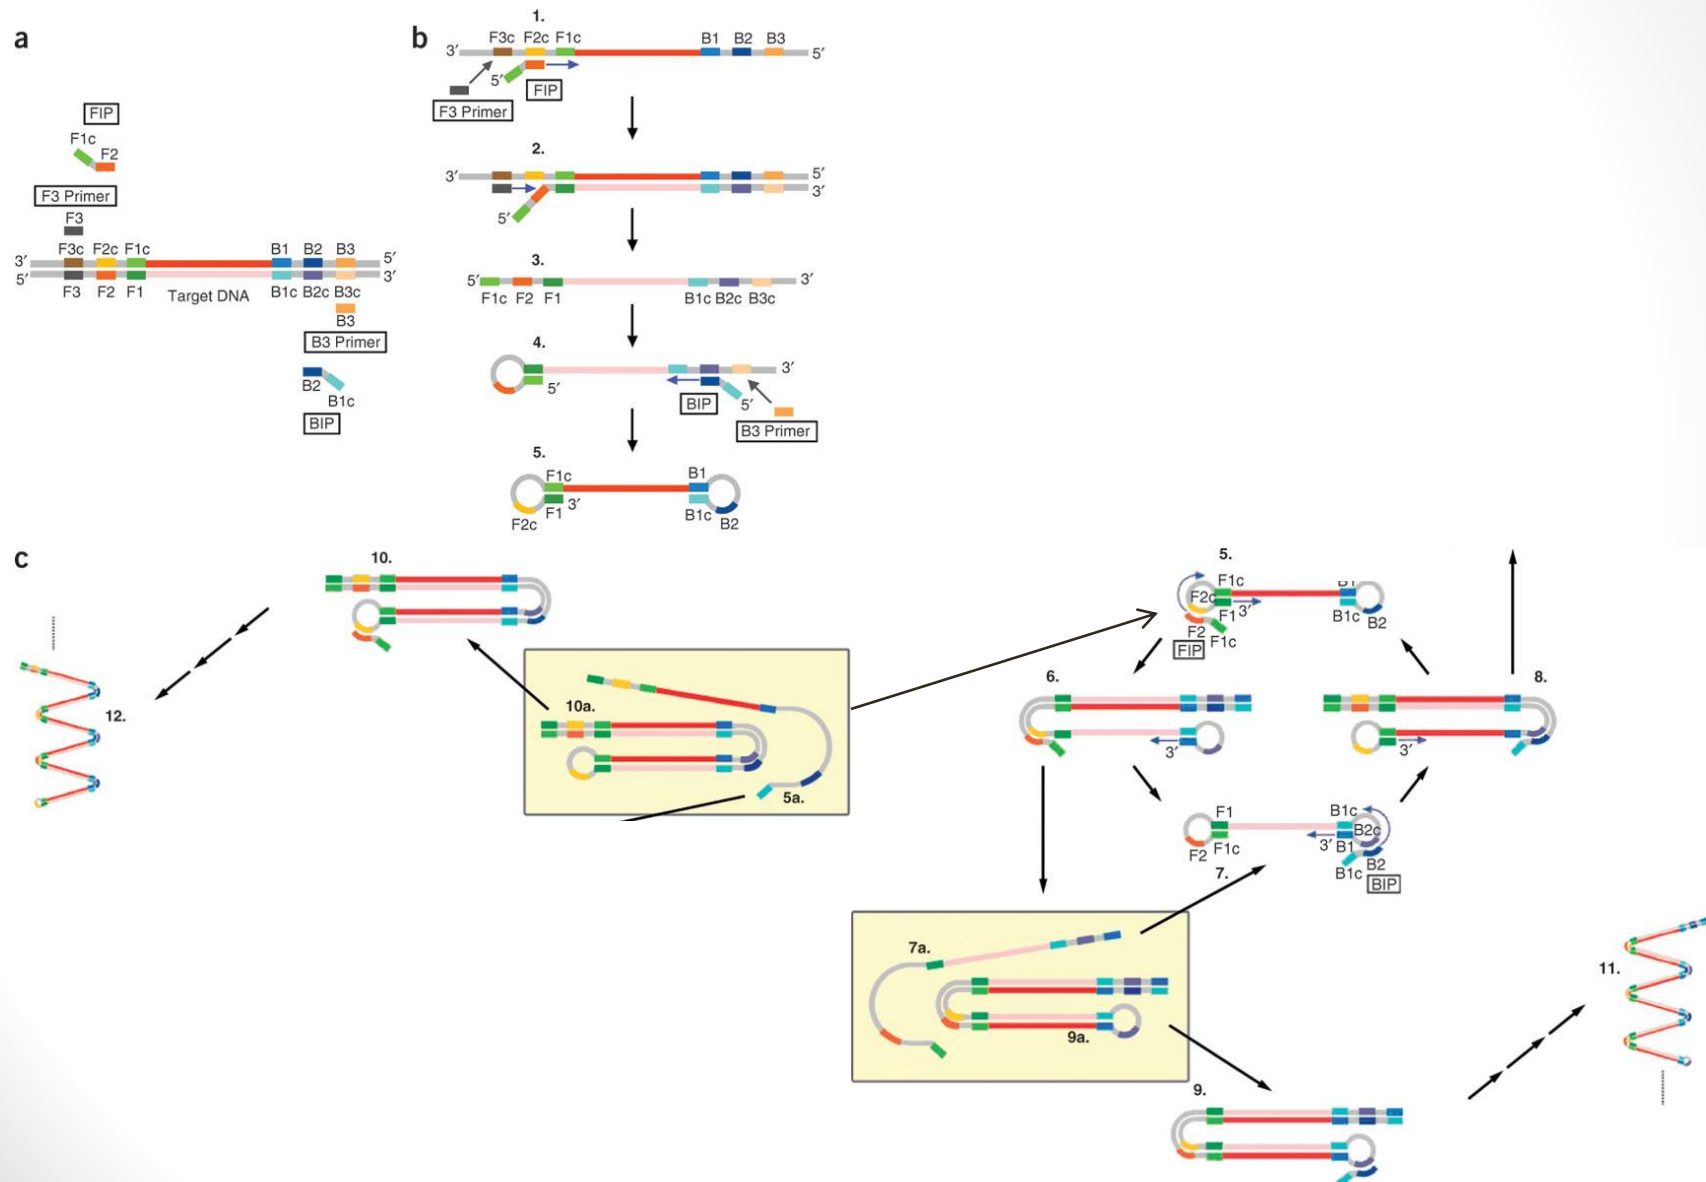 a
FIP
F1c
F2
F3 Primer
F3
F3c F2c F1c B1 B2 B3
3′ 5′
5′ 3′
F3 F2 F1 Target DNA B1c B2c B3c
B3
B3 Primer
B2
B1c
BIP
b
1.
F3c F2c F1c B1 B2 B3
3′ 5′
5′
FIP
F3 Primer
2.
3′ 5′
3′
5′
3.
5′ 3′
F1c F2 F1 B1c B2c B3c
4.
3′
5′
BIP 5′
B3 Primer
5.
F1c B1
3′
F1 B1c
F2c B2
c
10.
12.
10a.
5a.
5.
F1c B1
F2c
F1 3′ B1c
F2 F1c B2
FIP
6.
3′
8.
3′
F1 B1c
B2c
3′ B1
F2 F1c B2
B1c
7.
BIP
7a.
9a.
9.
11.